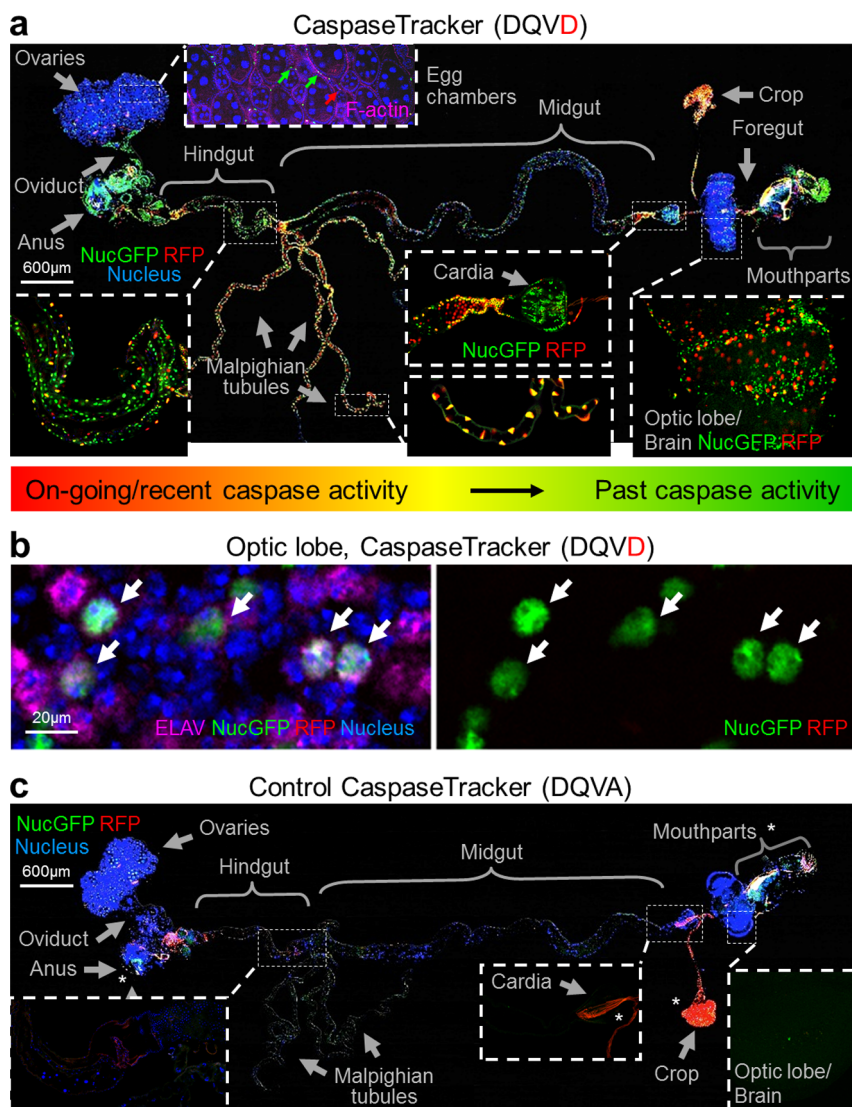 a
CaspaseTracker (DQVD)
Ovaries
F-actin
Egg
chambers
Crop
Midgut
Foregut
Hindgut
Oviduct
Anus
NucGFP RFP
Nucleus
600µm
Cardia
NucGFP RFP
Mouthparts
Malpighian
tubules
Optic lobe/
Brain NucGFP RFP
On-going/recent caspase activity
Past caspase activity
b
Optic lobe, CaspaseTracker (DQVD)
20µm
ELAV NucGFP RFP Nucleus
NucGFP RFP
c
Control CaspaseTracker (DQVA)
NucGFP RFP
Nucleus
600µm
Ovaries
Hindgut
Midgut
Mouthparts *
Oviduct
Anus
*
Cardia
*
*
Malpighian
tubules
Crop
Optic lobe/
Brain